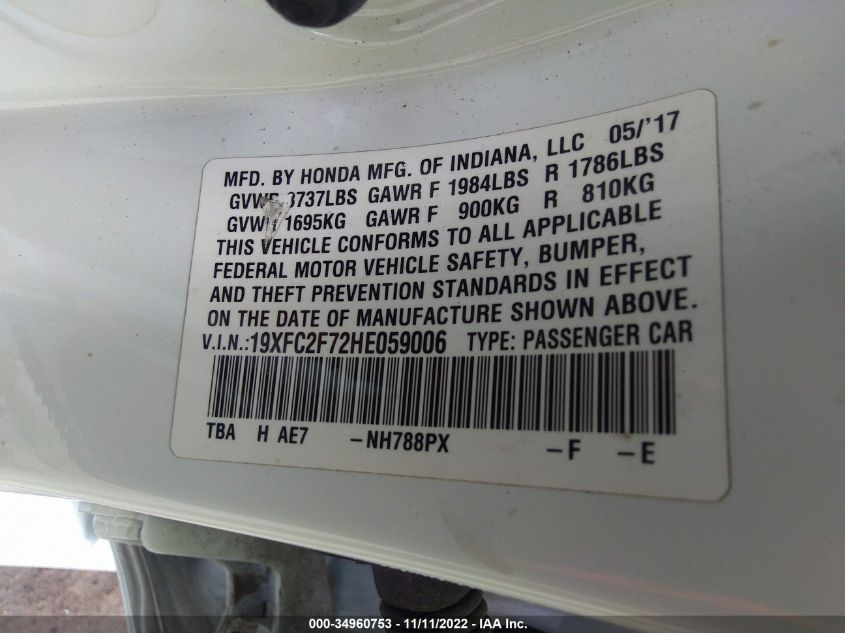 MFD. BY HONDA MFG. OF INDIANA, LLC 05/'17
3737LBS GAWR F 1984LBS R 1786LBS
1695KG GAWR F 900KG R 810KG
THIS VEHICLE CONFORMS TO ALL APPLICABLE
FEDERAL MOTOR VEHICLE SAFETY, BUMPER,
AND THEFT PREVENTION STANDARDS IN EFFECT
ON THE DATE OF MANUFACTURE SHOWN ABOVE.
V.I.N.:19XFC2F72HE059006 TYPE: PASSENGER CAR
TBA H AE7 -NH788PX -F -E
000-34960753 - 11/11/2022 - IAA Inc.